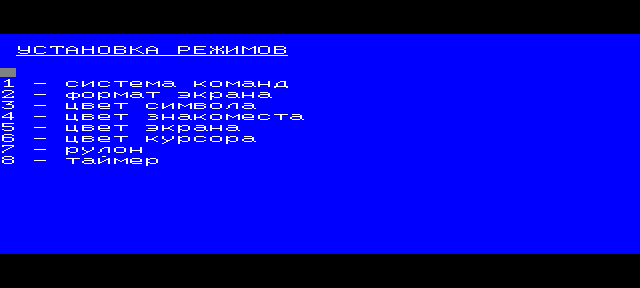 УСТАНОВКА РЕЖИМОВ
1 – система команд
2 – формат экрана
3 – цвет символа
4 – цвет знакоместа
5 – цвет экрана
6 – цвет курсора
7 – рулон
8 – таймер